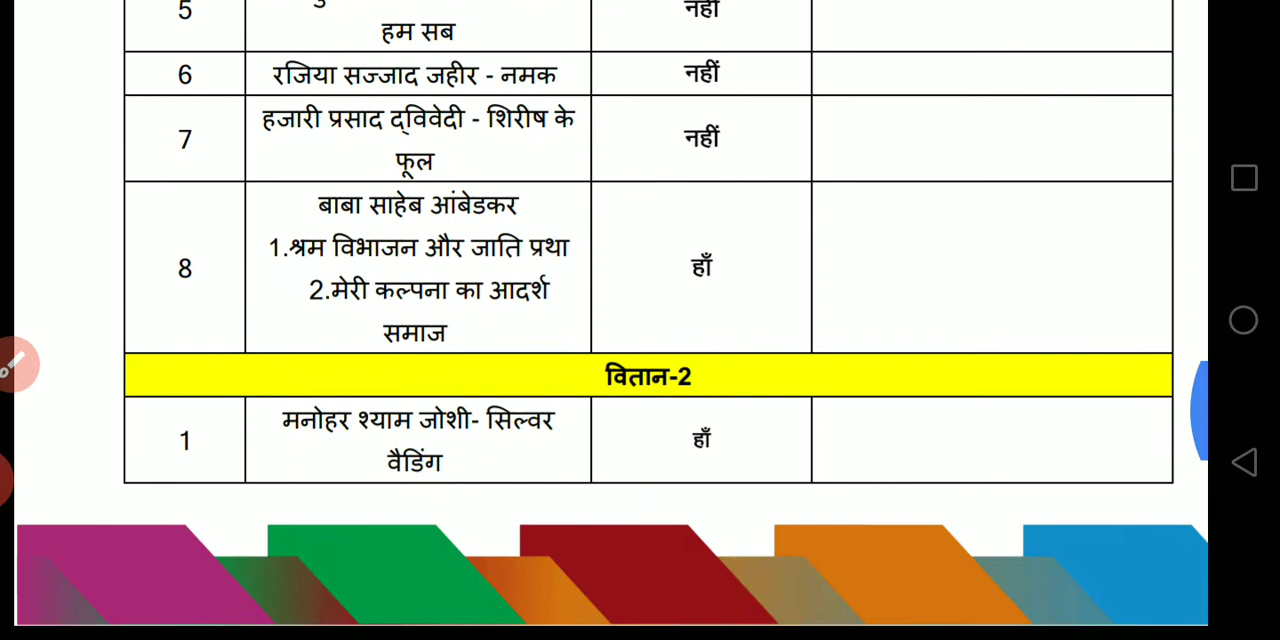 5
नहीं
हम सब
6
रजिया सज्जाद जहीर - नमक
नहीं
7
हजारी प्रसाद द्विवेदी - शिरीष के
फूल
नहीं
8
बाबा साहेब आंबेडकर
1.श्रम विभाजन और जाति प्रथा
2.मेरी कल्पना का आदर्श
समाज
हाँ
वितान-2
1
मनोहर श्याम जोशी- सिल्वर
वैडिंग
हाँ